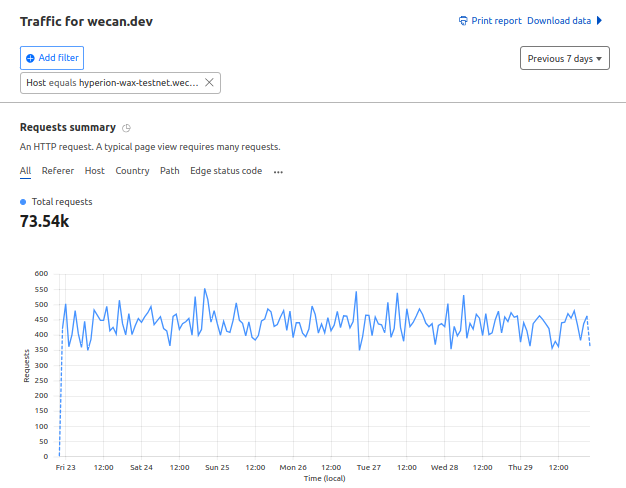 Traffic for wecan.dev
Print report Download data
Add filter
Previous 7 days
Host equals hyperion-wax-testnet.wec...
Requests summary
An HTTP request. A typical page view requires many requests.
All Referer Host Country Path Edge status code ...
Total requests
73.54k
600
550
500
450
400
350
300
250
200
150
100
50
0
Requests
Fri 23 12:00 Sat 24 12:00 Sun 25 12:00 Mon 26 12:00 Tue 27 12:00 Wed 28 12:00 Thu 29 12:00
Time (local)